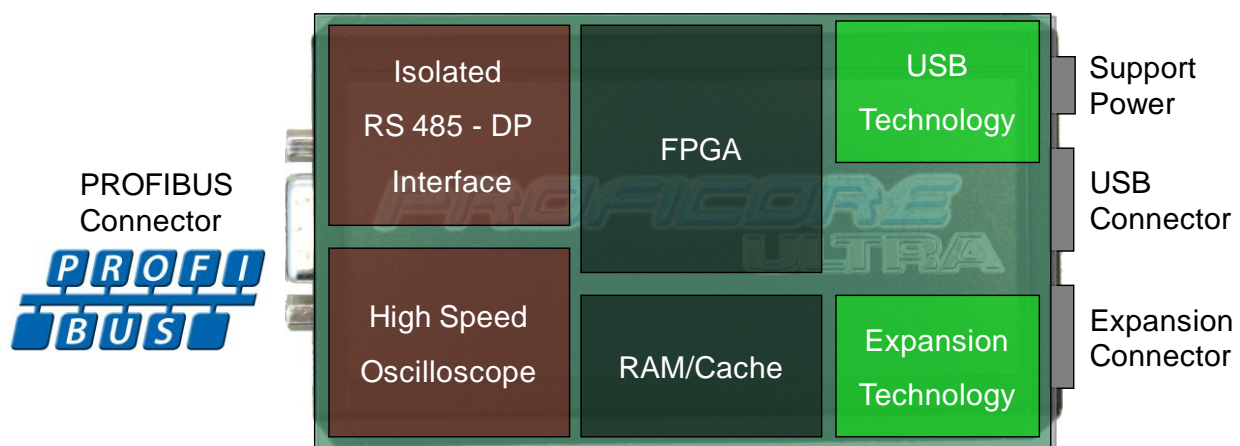 PROFIBUS
Connector
PROFI
BUS
Isolated
RS 485 - DP
Interface
High Speed
Oscilloscope
FPGA
RAM/Cache
PROFICORE
ULTRA
USB
Technology
Expansion
Technology
Support
Power
USB
Connector
Expansion
Connector